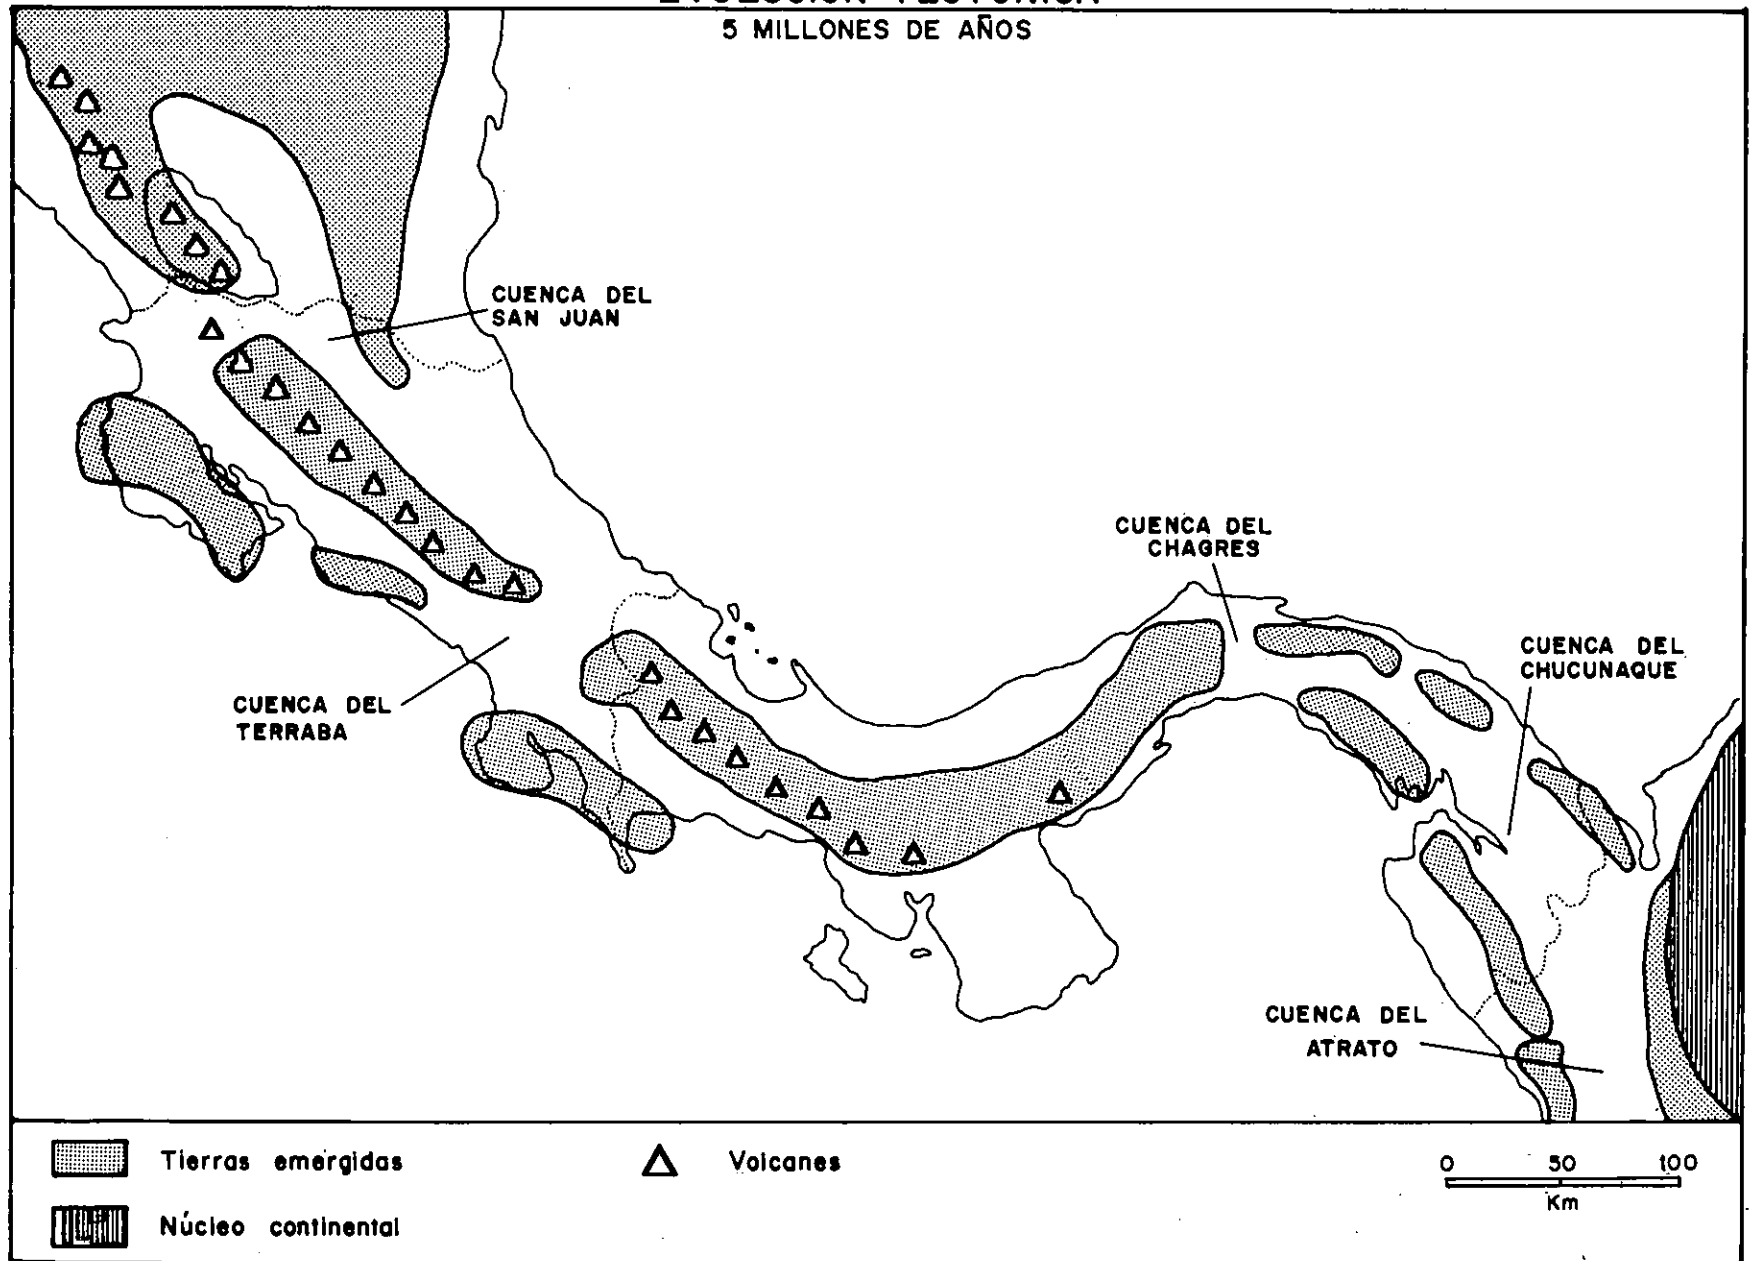 5 MILLONES DE AÑOS
CUENCA DEL
SAN JUAN
CUENCA DEL
CHAGRES
CUENCA DEL
CHUCUNAQUE
CUENCA DEL
TERRABA
CUENCA DEL
ATRATO
Tierras emergidas
Volcanes
0 50 100
Km
Núcleo continental